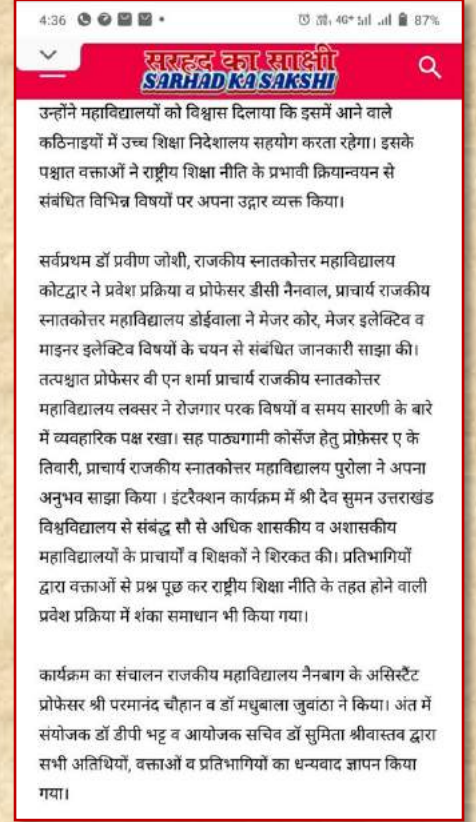 4:36
4G+
87%
सरहद का साक्षी
SARHAD KA SAKSHI
उन्होंने महाविद्यालयों को विश्वास दिलाया कि इसमें आने वाले
कठिनाइयों में उच्च शिक्षा निदेशालय सहयोग करता रहेगा। इसके
पश्चात वक्ताओं ने राष्ट्रीय शिक्षा नीति के प्रभावी क्रियान्वयन से
संबंधित विभिन्न विषयों पर अपना उद्गार व्यक्त किया।
सर्वप्रथम डॉ प्रवीण जोशी, राजकीय स्नातकोत्तर महाविद्यालय
कोटद्वार ने प्रवेश प्रक्रिया व प्रोफेसर डीसी नैनवाल, प्राचार्य राजकीय
स्नातकोत्तर महाविद्यालय डोईवाला ने मेजर कोर, मेजर इलेक्टिव व
माइनर इलेक्टिव विषयों के चयन से संबंधित जानकारी साझा की।
तत्पश्चात प्रोफेसर वी एन शर्मा प्राचार्य राजकीय स्नातकोत्तर
महाविद्यालय लक्सर ने रोजगार परक विषयों व समय सारणी के बारे
में व्यवहारिक पक्ष रखा। सह पाठ्यगामी कोर्सेज हेतु प्रोफ़ेसर ए के
तिवारी, प्राचार्य राजकीय स्नातकोत्तर महाविद्यालय पुरोला ने अपना
अनुभव साझा किया । इंटरैक्शन कार्यक्रम में श्री देव सुमन उत्तराखंड
विश्वविद्यालय से संबंद्ध सौ से अधिक शासकीय व अशासकीय
महाविद्यालयों के प्राचार्यों व शिक्षकों ने शिरकत की। प्रतिभागियों
द्वारा वक्ताओं से प्रश्न पूछ कर राष्ट्रीय शिक्षा नीति के तहत होने वाली
प्रवेश प्रक्रिया में शंका समाधान भी किया गया।
कार्यक्रम का संचालन राजकीय महाविद्यालय नैनबाग के असिस्टैंट
प्रोफेसर श्री परमानंद चौहान व डॉ मधुबाला जुवांठा ने किया। अंत में
संयोजक डॉ डीपी भट्ट व आयोजक सचिव डॉ सुमिता श्रीवास्तव द्वारा
सभी अतिथियों, वक्ताओं व प्रतिभागियों का धन्यवाद ज्ञापन किया
गया।